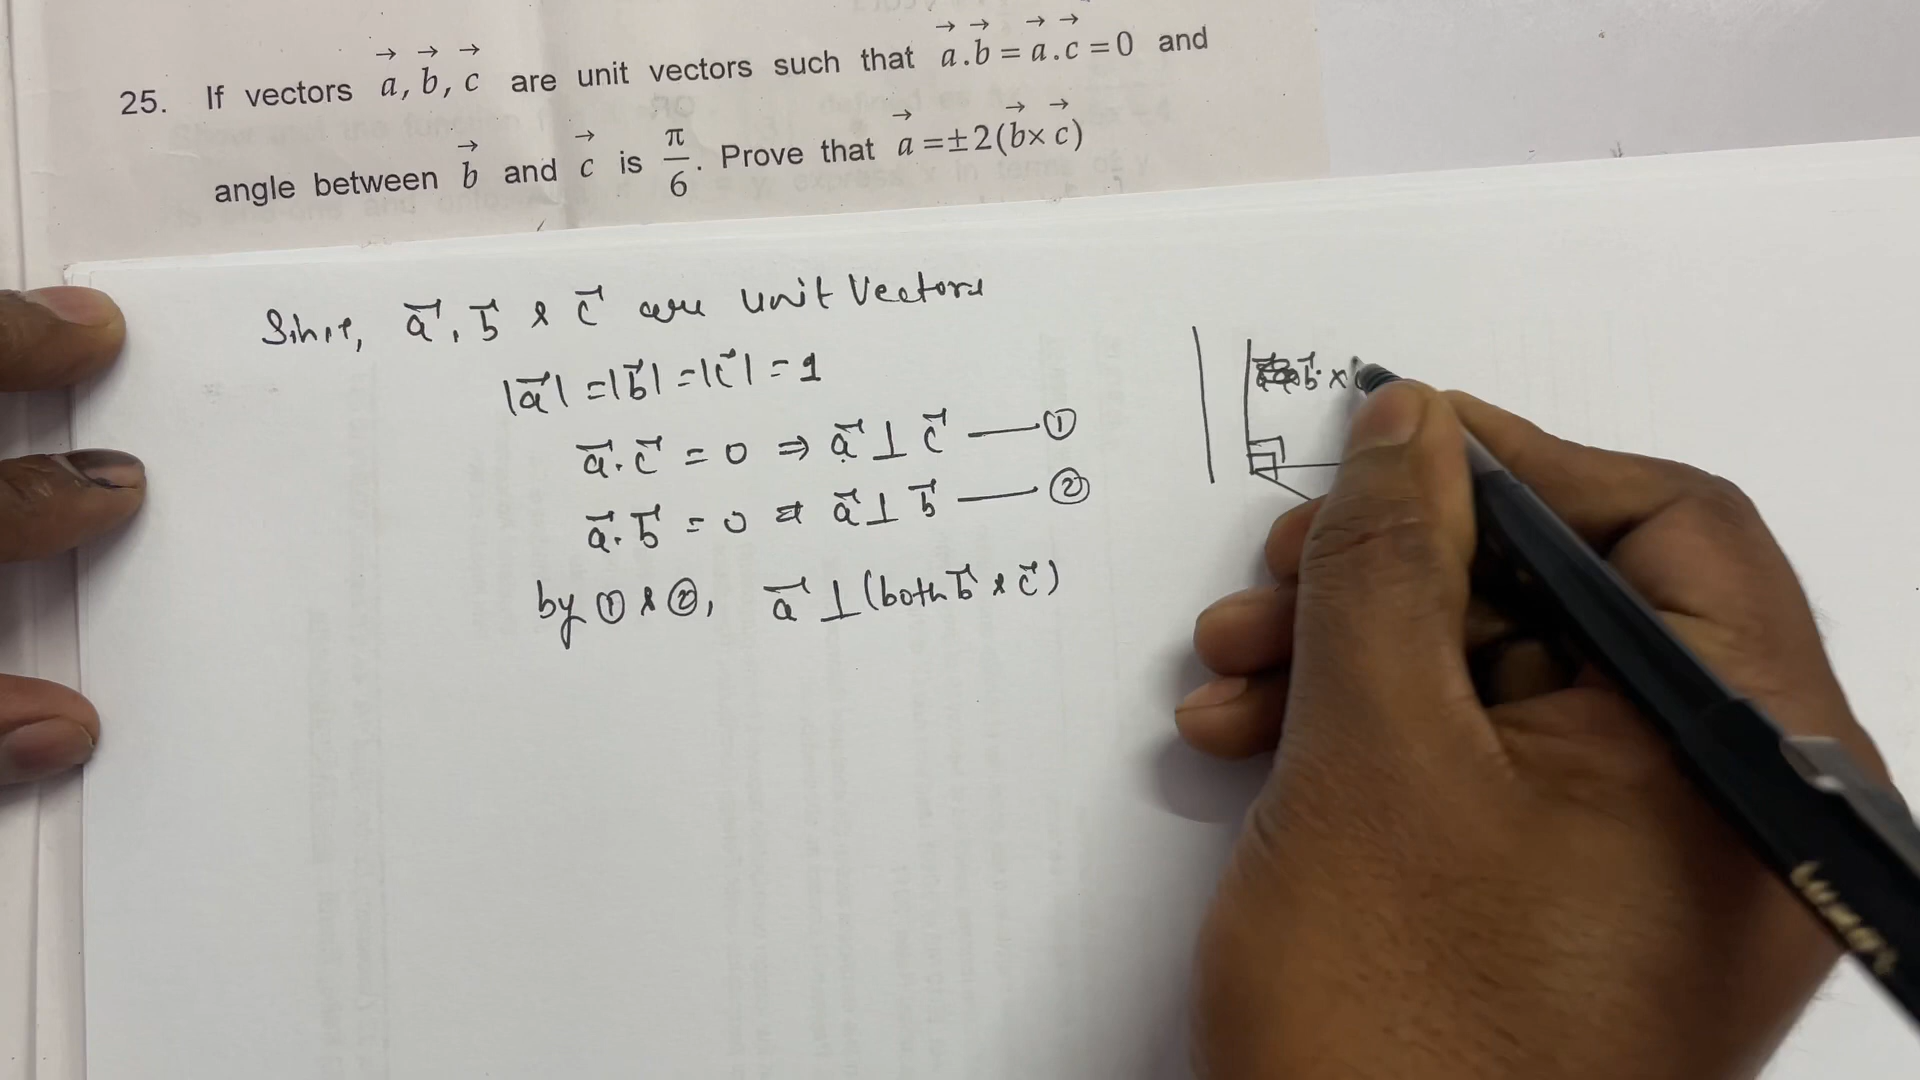 25. If vectors a⃗, b⃗, c⃗ are unit vectors such that a⃗.b⃗ = a⃗.c⃗ = 0 and
angle between b⃗ and c⃗ is π/6. Prove that a⃗ = ±2(b⃗× c⃗)
Since, a⃗, b⃗ & c⃗ are unit Vectors
|a⃗| = |b⃗| = |c⃗| = 1
a⃗.c⃗ = 0 ⇒ a⃗ ⊥ c⃗ — ①
a⃗.b⃗ = 0 ⇒ a⃗ ⊥ b⃗ — ②
by ① & ②, a⃗ ⊥ (both b⃗ & c⃗)
b⃗ ×